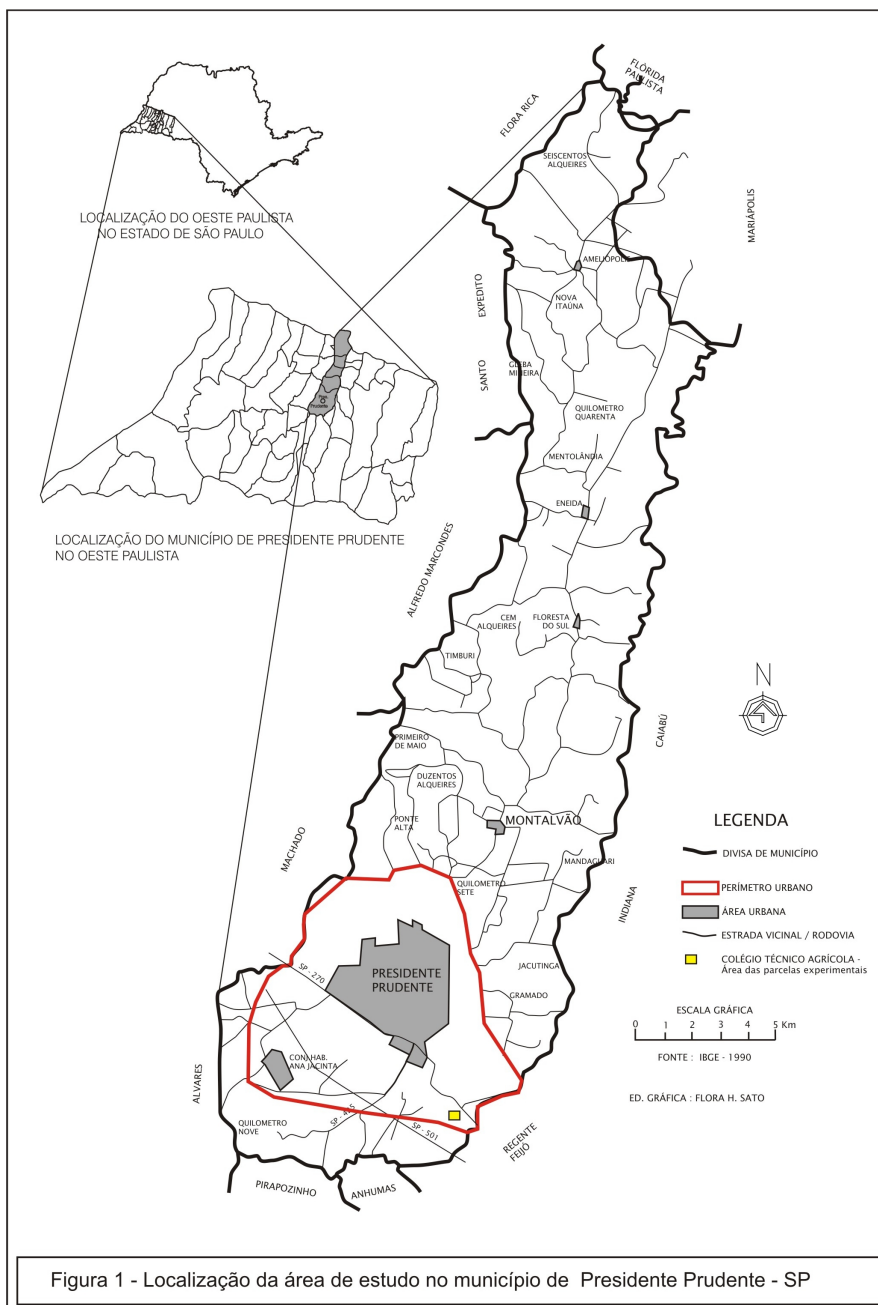 FLÓRIDA
PAULISTA
FLORA RICA
SEISCENTOS
ALQUEIRES
MARIÁPOLIS
LOCALIZAÇÃO DO OESTE PAULISTA
NO ESTADO DE SÃO PAULO
AMELIÓPOLIS
NOVA
ITAÚNA
SANTO EXPEDITO
GLEBA
MINEIRA
Pres.
Prudente
QUILOMETRO
QUARENTA
MENTOLÂNDIA
ENEIDA
LOCALIZAÇÃO DO MUNICÍPIO DE PRESIDENTE PRUDENTE
NO OESTE PAULISTA
ALFREDO MARCONDES
CEM
ALQUEIRES
FLORESTA
DO SUL
TIMBURI
N
CAIABÚ
PRIMEIRO
DE MAIO
DUZENTOS
ALQUEIRES
PONTE
ALTA
MONTALVÃO
MANDAGUARI
QUILOMETRO
SETE
INDIANA
ALVARES MACHADO
LEGENDA
DIVISA DE MUNICÍPIO
PERÍMETRO URBANO
ÁREA URBANA
ESTRADA VICINAL / RODOVIA
COLÉGIO TÉCNICO AGRÍCOLA -
Área das parcelas experimentais
PRESIDENTE
PRUDENTE
SP - 270
JACUTINGA
GRAMADO
ESCALA GRÁFICA
0 1 2 3 4 5 Km
FONTE : IBGE - 1990
ED. GRÁFICA : FLORA H. SATO
CONJ. HAB.
ANA JACINTA
QUILOMETRO
NOVE
SP - 425
SP - 501
REGENTE
FEIJÓ
PIRAPOZINHO
ANHUMAS
Figura 1 - Localização da área de estudo no município de Presidente Prudente - SP